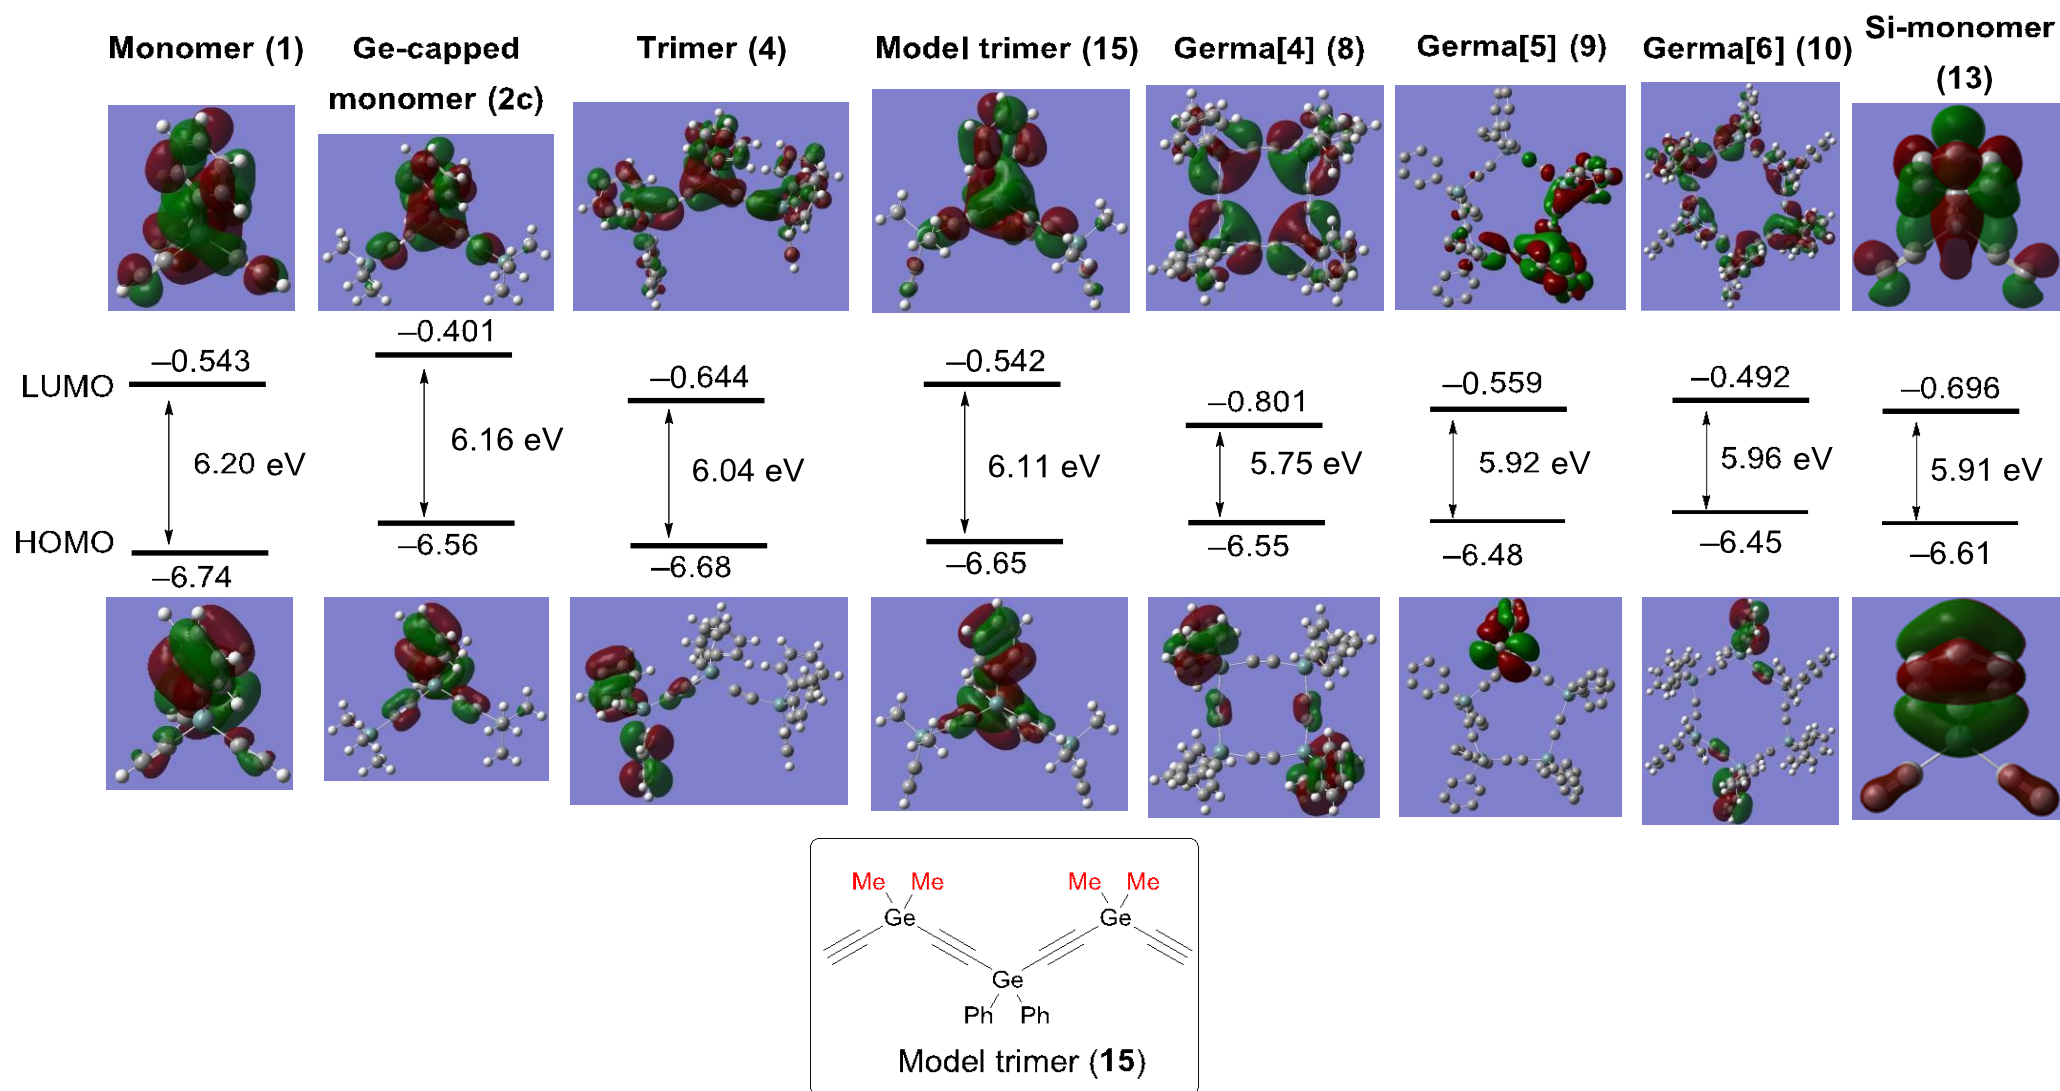 Monomer (1)
Ge-capped
monomer (2c)
Trimer (4)
Model trimer (15)
Germa[4] (8)
Germa[5] (9)
Germa[6] (10)
Si-monomer
(13)
LUMO
–0.543
–0.401
–0.644
–0.542
–0.801
–0.559
–0.492
–0.696
6.20 eV
6.16 eV
6.04 eV
6.11 eV
5.75 eV
5.92 eV
5.96 eV
5.91 eV
HOMO
–6.74
–6.56
–6.68
–6.65
–6.55
–6.48
–6.45
–6.61
Me Me
Me Me
Ge
Ge
Ge
Ph Ph
Model trimer (15)